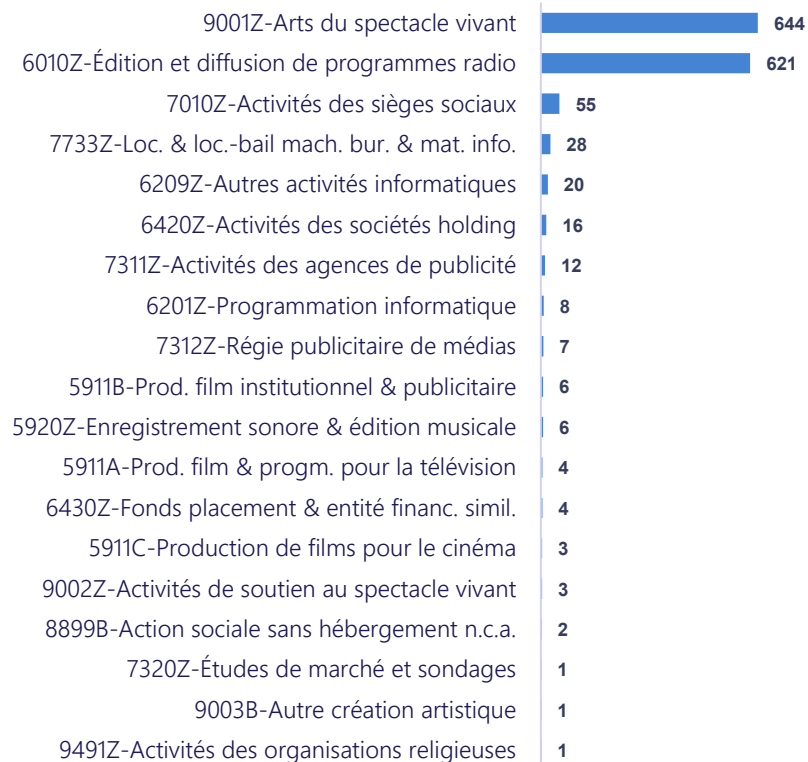 9001Z-Arts du spectacle vivant 644
6010Z-Édition et diffusion de programmes radio 621
7010Z-Activités des sièges sociaux 55
7733Z-Loc. & loc.-bail mach. bur. & mat. info. 28
6209Z-Autres activités informatiques 20
6420Z-Activités des sociétés holding 16
7311Z-Activités des agences de publicité 12
6201Z-Programmation informatique 8
7312Z-Régie publicitaire de médias 7
5911B-Prod. film institutionnel & publicitaire 6
5920Z-Enregistrement sonore & édition musicale 6
5911A-Prod. film & progm. pour la télévision 4
6430Z-Fonds placement & entité financ. simil. 4
5911C-Production de films pour le cinéma 3
9002Z-Activités de soutien au spectacle vivant 3
8899B-Action sociale sans hébergement n.c.a. 2
7320Z-Études de marché et sondages 1
9003B-Autre création artistique 1
9491Z-Activités des organisations religieuses 1